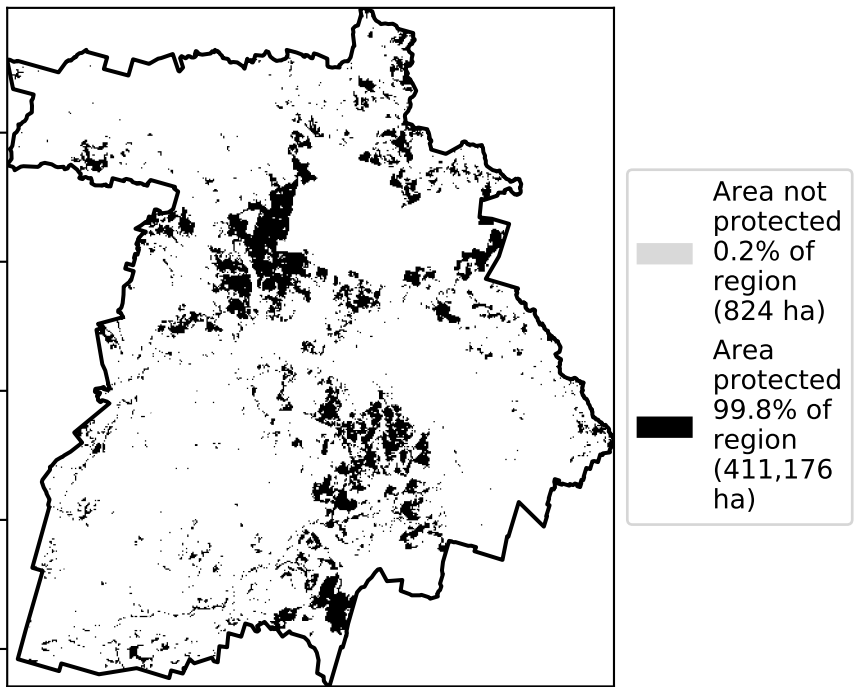 Area not
protected
0.2% of
region
(824 ha)
Area
protected
99.8% of
region
(411,176
ha)